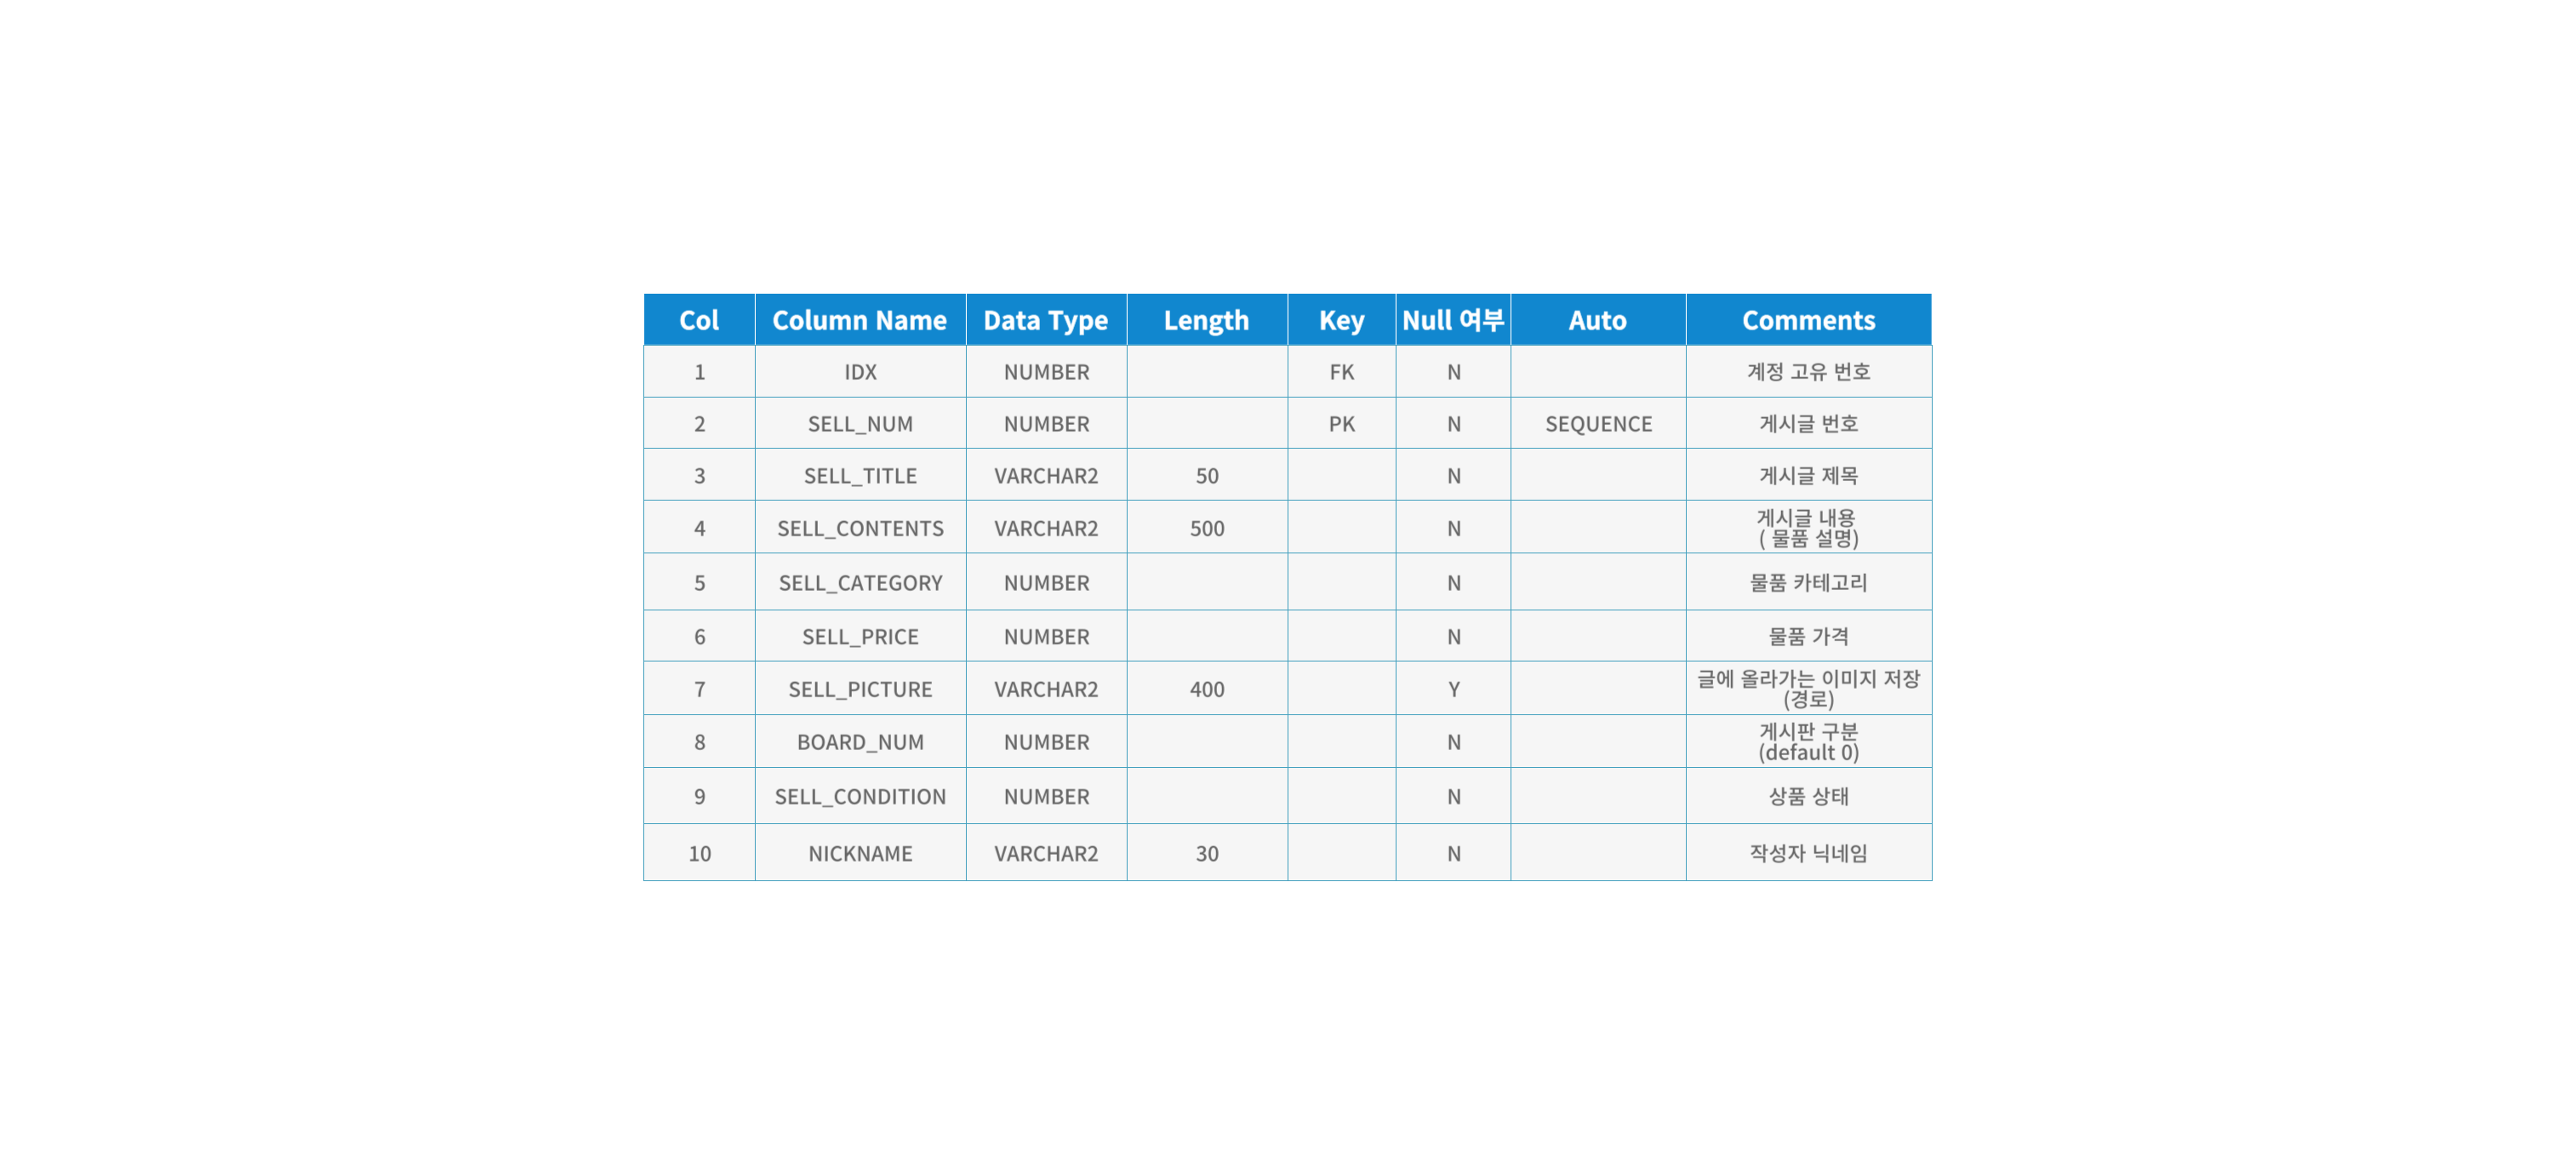 Col Column Name Data Type Length Key Null 여부 Auto Comments
1 IDX NUMBER FK N 계정 고유 번호
2 SELL_NUM NUMBER PK N SEQUENCE 게시글 번호
3 SELL_TITLE VARCHAR2 50 N 게시글 제목
4 SELL_CONTENTS VARCHAR2 500 N 게시글 내용
( 물품 설명)
5 SELL_CATEGORY NUMBER N 물품 카테고리
6 SELL_PRICE NUMBER N 물품 가격
7 SELL_PICTURE VARCHAR2 400 Y 글에 올라가는 이미지 저장
(경로)
8 BOARD_NUM NUMBER N 게시판 구분
(default 0)
9 SELL_CONDITION NUMBER N 상품 상태
10 NICKNAME VARCHAR2 30 N 작성자 닉네임